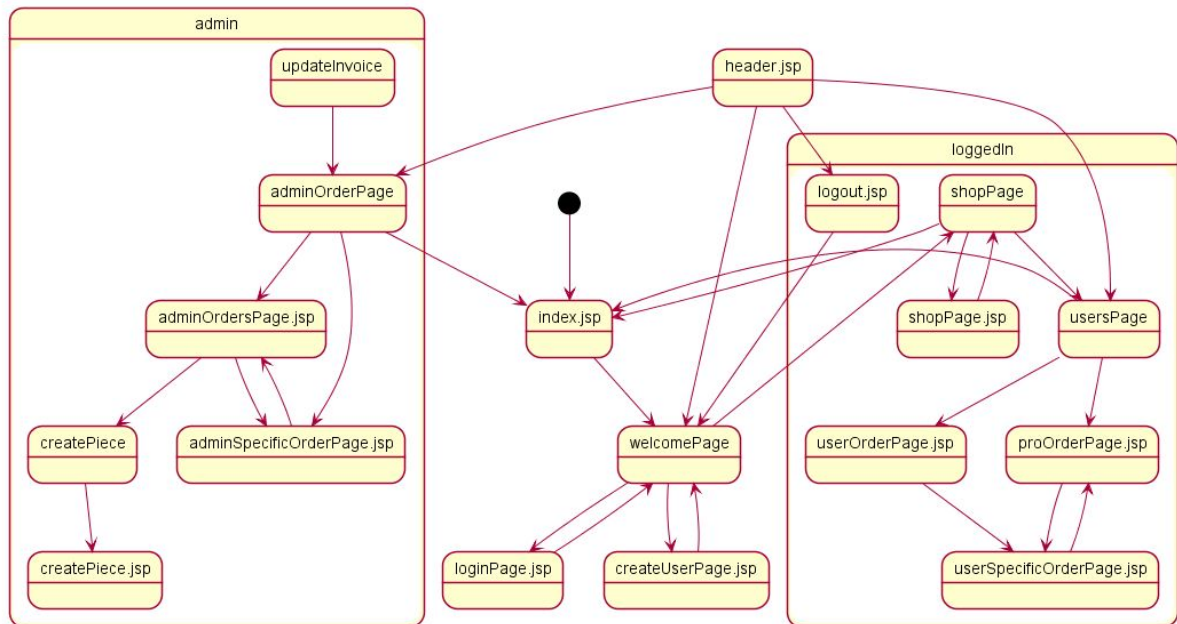 admin
updateInvoice
header.jsp
loggedIn
adminOrderPage
logout.jsp
shopPage
adminOrdersPage.jsp
index.jsp
shopPage.jsp
usersPage
createPiece
adminSpecificOrderPage.jsp
welcomePage
userOrderPage.jsp
proOrderPage.jsp
createPiece.jsp
loginPage.jsp
createUserPage.jsp
userSpecificOrderPage.jsp